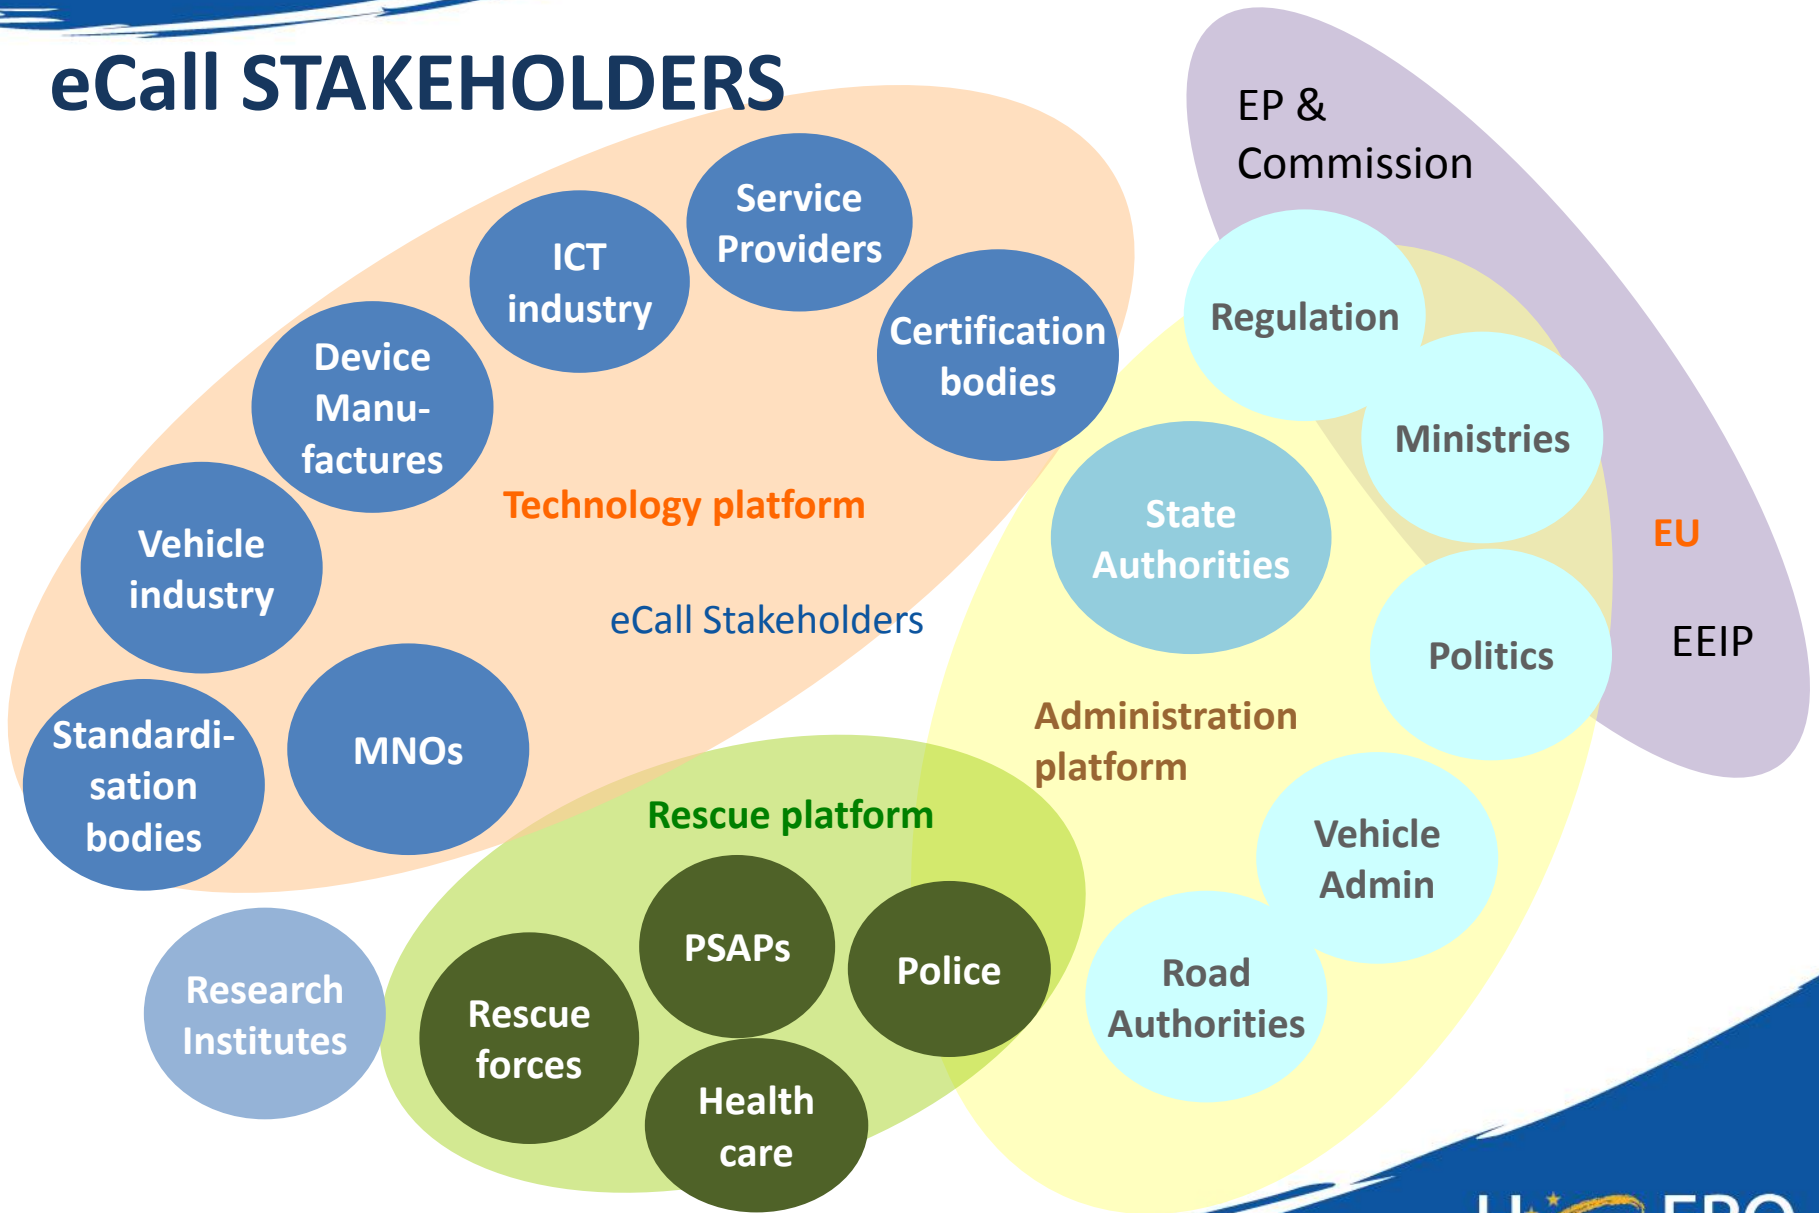 eCall STAKEHOLDERS
EP &
Commission
Service
Providers
ICT
industry
Certification
bodies
Regulation
Device
Manu-
factures
Ministries
Technology platform
State
Authorities
EU
Vehicle
industry
eCall Stakeholders
Politics
EEIP
Administration
platform
Standardi-
sation
bodies
MNOs
Rescue platform
Vehicle
Admin
PSAPs
Police
Road
Authorities
Research
Institutes
Rescue
forces
Health
care